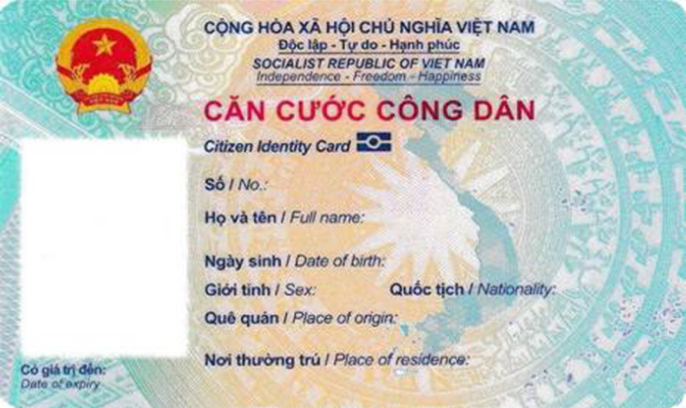 CỘNG HÒA XÃ HỘI CHỦ NGHĨA VIỆT NAM
Độc lập - Tự do - Hạnh phúc
SOCIALIST REPUBLIC OF VIET NAM
Independence - Freedom - Happiness
CĂN CƯỚC CÔNG DÂN
Citizen Identity Card
Số / No.:
Họ và tên / Full name:
Ngày sinh / Date of birth:
Giới tính / Sex: Quốc tịch / Nationality:
Quê quán / Place of origin:
Nơi thường trú / Place of residence:
Có giá trị đến:
Date of expiry